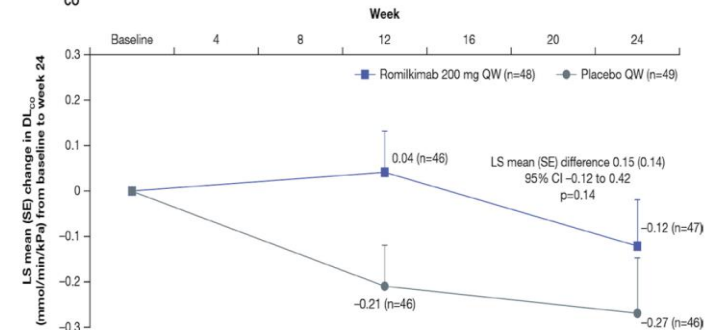 CO
Week
Baseline 4 8 12 16 20 24
0.3
Romilkimab 200 mg QW (n=48) Placebo QW (n=49)
0.2
0.1
0.04 (n=46)
LS mean (SE) difference 0.15 (0.14)
95% CI –0.12 to 0.42
p=0.14
0
–0.1
–0.12 (n=47)
–0.2
–0.21 (n=46)
–0.27 (n=46)
–0.3
LS mean (SE) change in DLCO
(mmol/min/kPa) from baseline to week 24